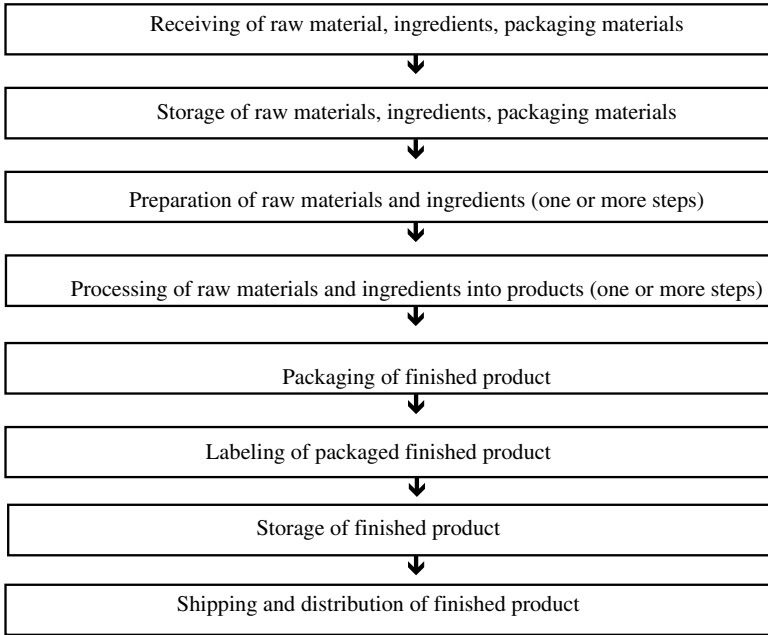 Receiving of raw material, ingredients, packaging materials
Storage of raw materials, ingredients, packaging materials
Preparation of raw materials and ingredients (one or more steps)
Processing of raw materials and ingredients into products (one or more steps)
Packaging of finished product
Labeling of packaged finished product
Storage of finished product
Shipping and distribution of finished product